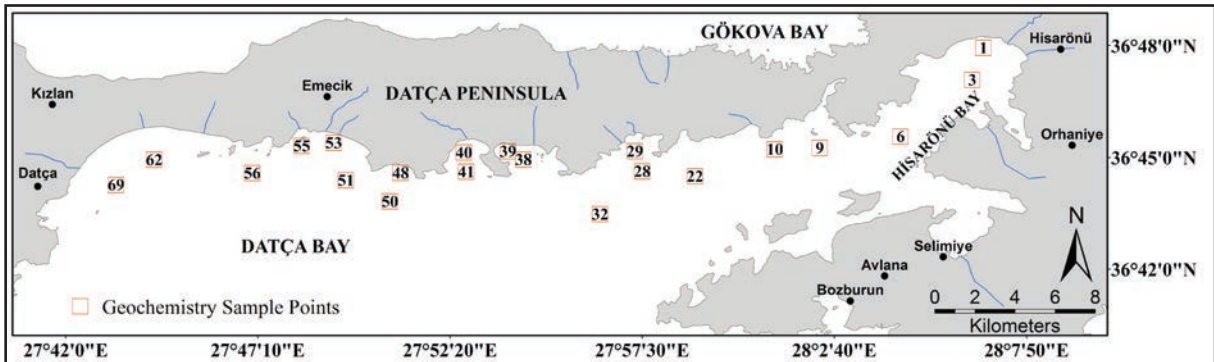 GÖKOVA BAY
Hisarönü
36°48'0"N
1
3
Kızlan
Emecik
DATÇA PENINSULA
HİSARÖNÜ BAY
Orhaniye
6
9
10
55
53
39
38
40
41
29
28
22
36°45'0"N
Datça
69
62
56
51
48
50
32
DATÇA BAY
N
Selimiye
Avlana
Bozburun
36°42'0"N
0 2 4 6 8
Kilometers
Geochemistry Sample Points
27°42'0"E 27°47'10"E 27°52'20"E 27°57'30"E 28°2'40"E 28°7'50"E